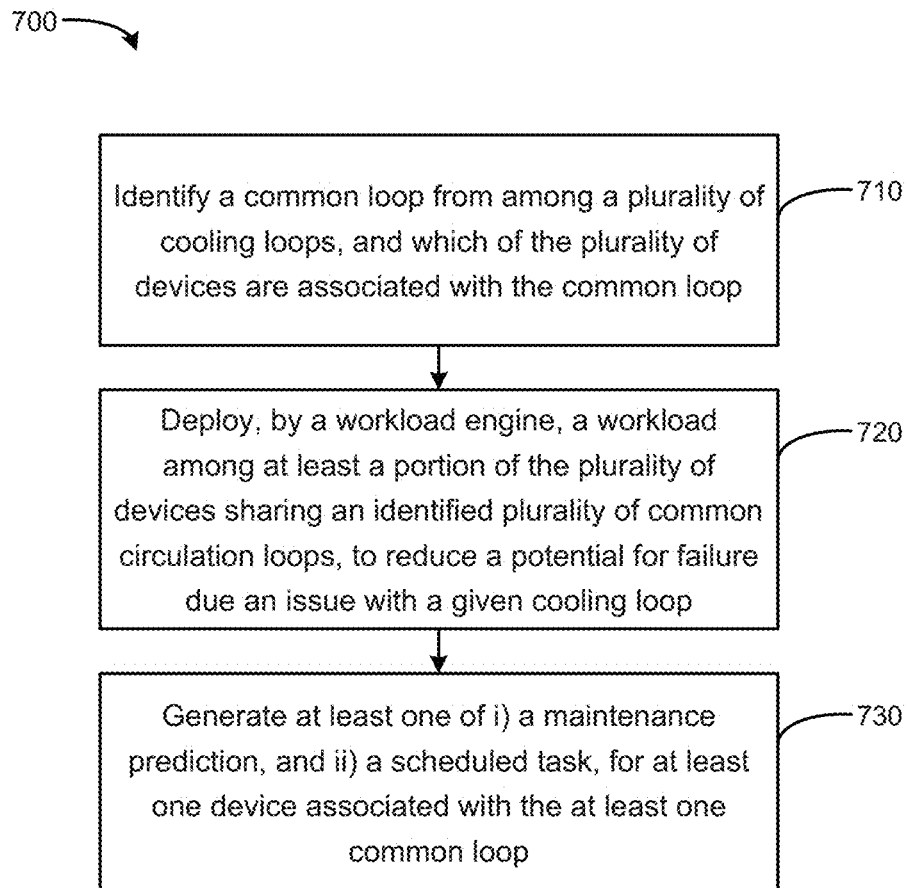 700
Identify a common loop from among a plurality of
cooling loops, and which of the plurality of
devices are associated with the common loop
710
Deploy, by a workload engine, a workload
among at least a portion of the plurality of
devices sharing an identified plurality of common
circulation loops, to reduce a potential for failure
due an issue with a given cooling loop
720
Generate at least one of i) a maintenance
prediction, and ii) a scheduled task, for at least
one device associated with the at least one
common loop
730